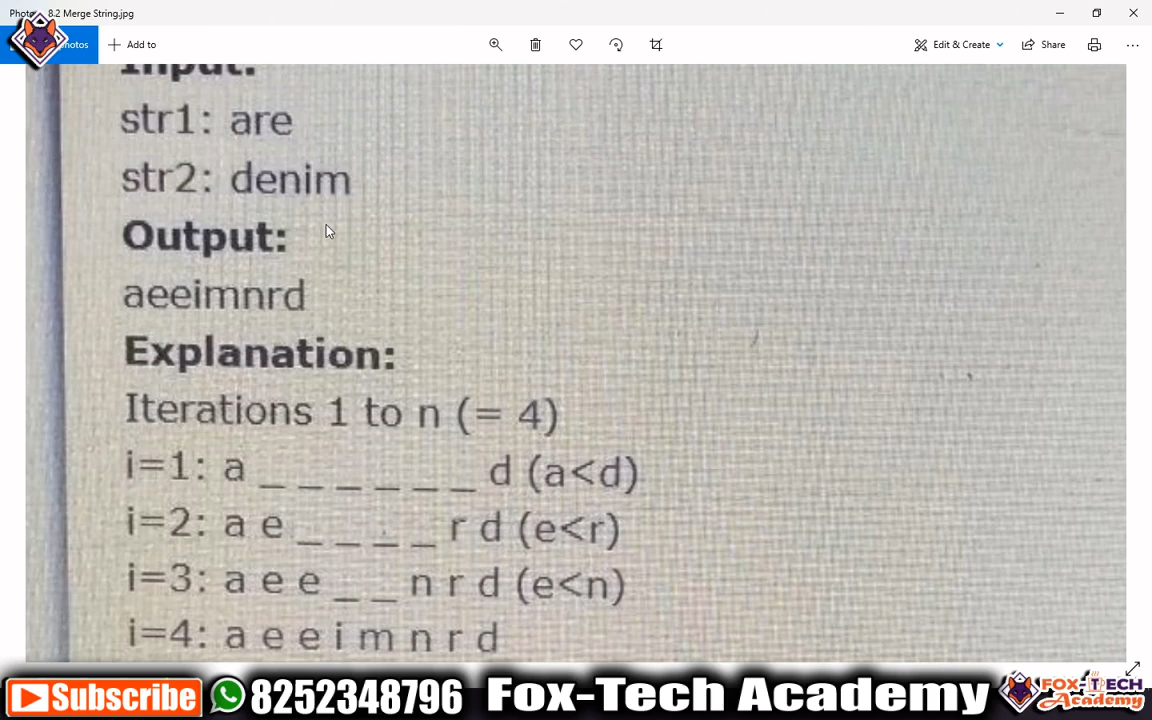 Photos - 8.2 Merge String.jpg
Add to
Edit & Create
Share
Input:
str1: are
str2: denim
Output:
aeeimnrd
Explanation:
Iterations 1 to n (= 4)
i=1: a _ _ _ _ _ _ d (a<d)
i=2: a e _ _ _ _ r d (e<r)
i=3: a e e _ _ n r d (e<n)
i=4: a e e i m n r d
Subscribe 8252348796 Fox-Tech Academy
FOX-TECH
Academy